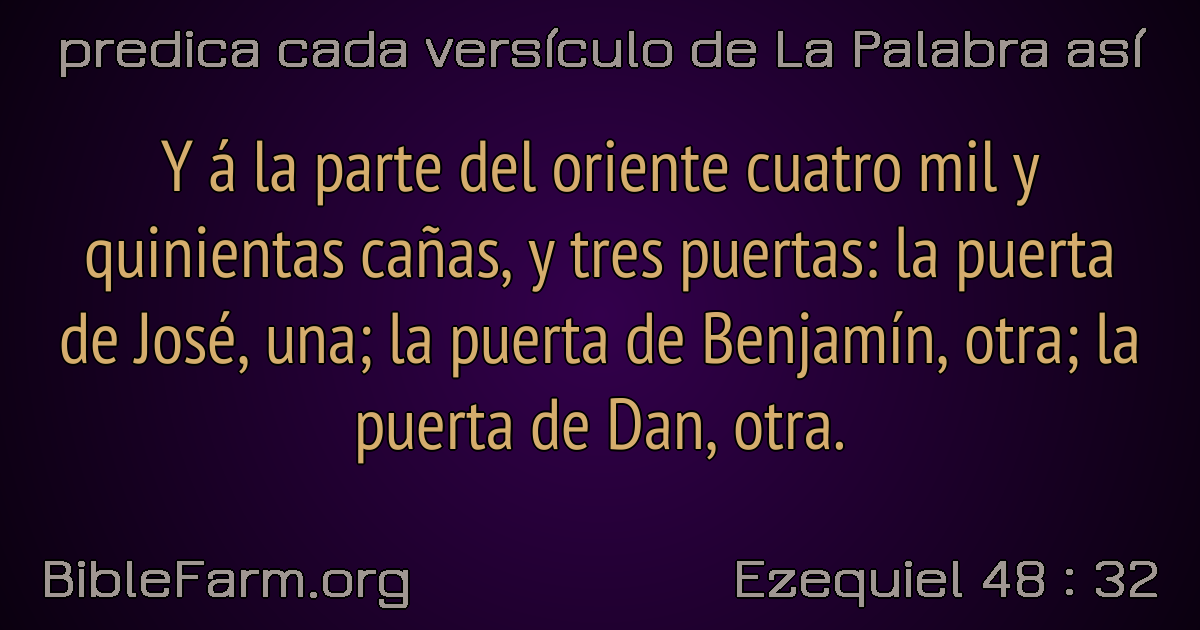 predica cada versículo de La Palabra así
Y á la parte del oriente cuatro mil y
quinientas cañas, y tres puertas: la puerta
de José, una; la puerta de Benjamín, otra; la
puerta de Dan, otra.
BibleFarm.org
Ezequiel 48 : 32